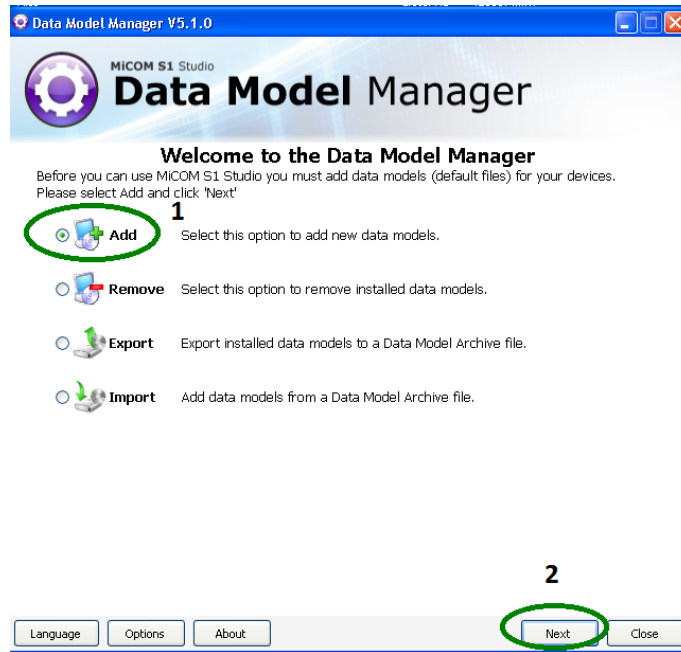 Data Model Manager V5.1.0
MiCOM S1 Studio
Data Model Manager
Welcome to the Data Model Manager
Before you can use MiCOM S1 Studio you must add data models (default files) for your devices.
Please select Add and click 'Next'
1
Add Select this option to add new data models.
Remove Select this option to remove installed data models.
Export Export installed data models to a Data Model Archive file.
Import Add data models from a Data Model Archive file.
2
Language Options About Next Close